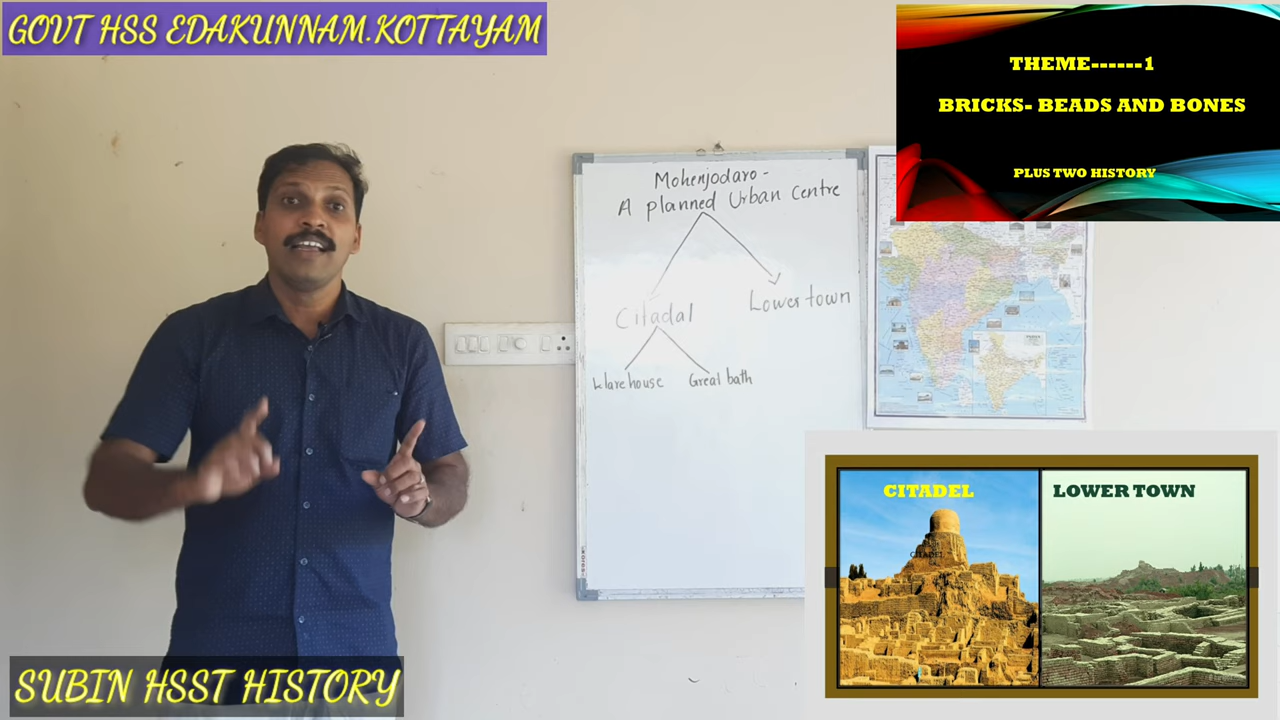 GOVT HSS EDAKUNNAM.KOTTAYAM
THEME------1
BRICKS- BEADS AND BONES
PLUS TWO HISTORY
Mohenjodaro -
A planned Urban Centre
Citadal
Lower town
Warehouse
Great bath
CITADEL
CITADEL
LOWER TOWN
SUBIN HSST HISTORY